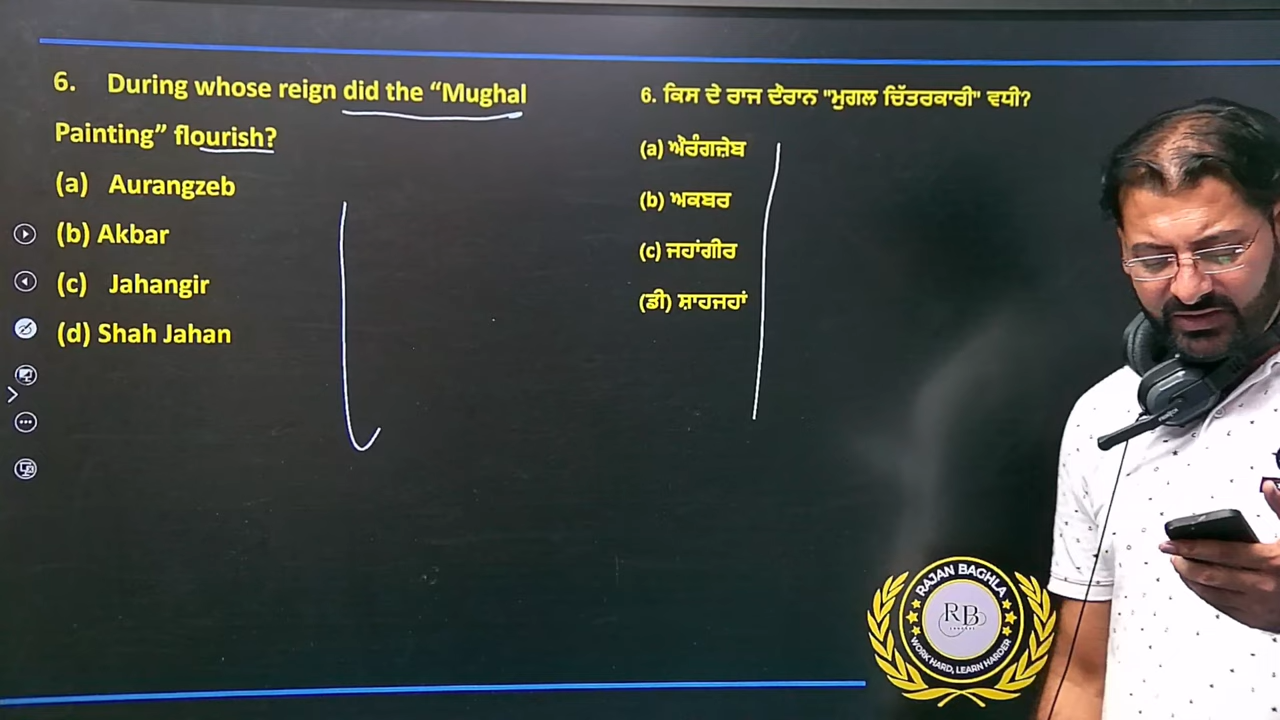 6. During whose reign did the “Mughal
Painting” flourish?
(a) Aurangzeb
(b) Akbar
(c) Jahangir
(d) Shah Jahan
6. ਕਿਸ ਦੇ ਰਾਜ ਦੌਰਾਨ "ਮੁਗਲ ਚਿੱਤਰਕਾਰੀ" ਵਧੀ?
(a) ਔਰੰਗਜ਼ੇਬ
(b) ਅਕਬਰ
(c) ਜਹਾਂਗੀਰ
(ਡੀ) ਸ਼ਾਹਜਹਾਂ
RAJAN BAGHLA
RB
WORK HARD, LEARN HARDER